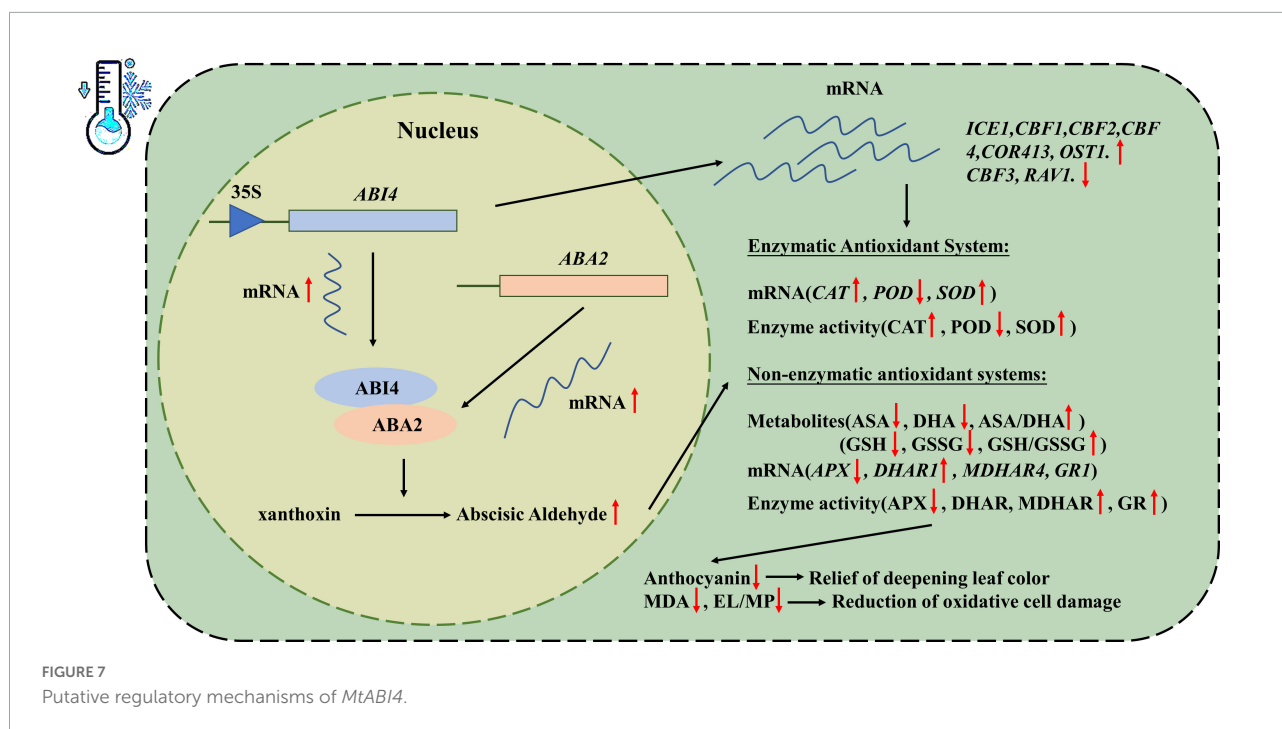 mRNA
ICE1,CBF1,CBF2,CBF
4,COR413, OST1.
CBF3, RAV1.
Nucleus
35S
ABI4
mRNA
ABA2
ABI4
ABA2
mRNA
xanthoxin
Abscisic Aldehyde
Enzymatic Antioxidant System:
mRNA(CAT, POD, SOD)
Enzyme activity(CAT, POD, SOD)
Non-enzymatic antioxidant systems:
Metabolites(ASA, DHA, ASA/DHA)
(GSH, GSSG, GSH/GSSG)
mRNA(APX, DHAR1, MDHAR4, GR1)
Enzyme activity(APX, DHAR, MDHAR, GR)
Anthocyanin
Relief of deepening leaf color
MDA, EL/MP
Reduction of oxidative cell damage
FIGURE 7
Putative regulatory mechanisms of MtABI4.